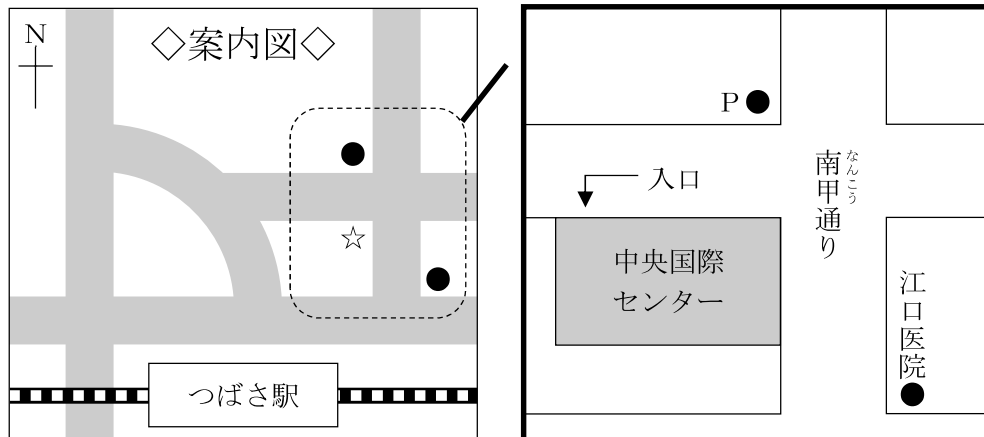 N
◇案内図◇
つばさ駅
P
入口
南甲通り
なんこう
中央国際
センター
江口医院